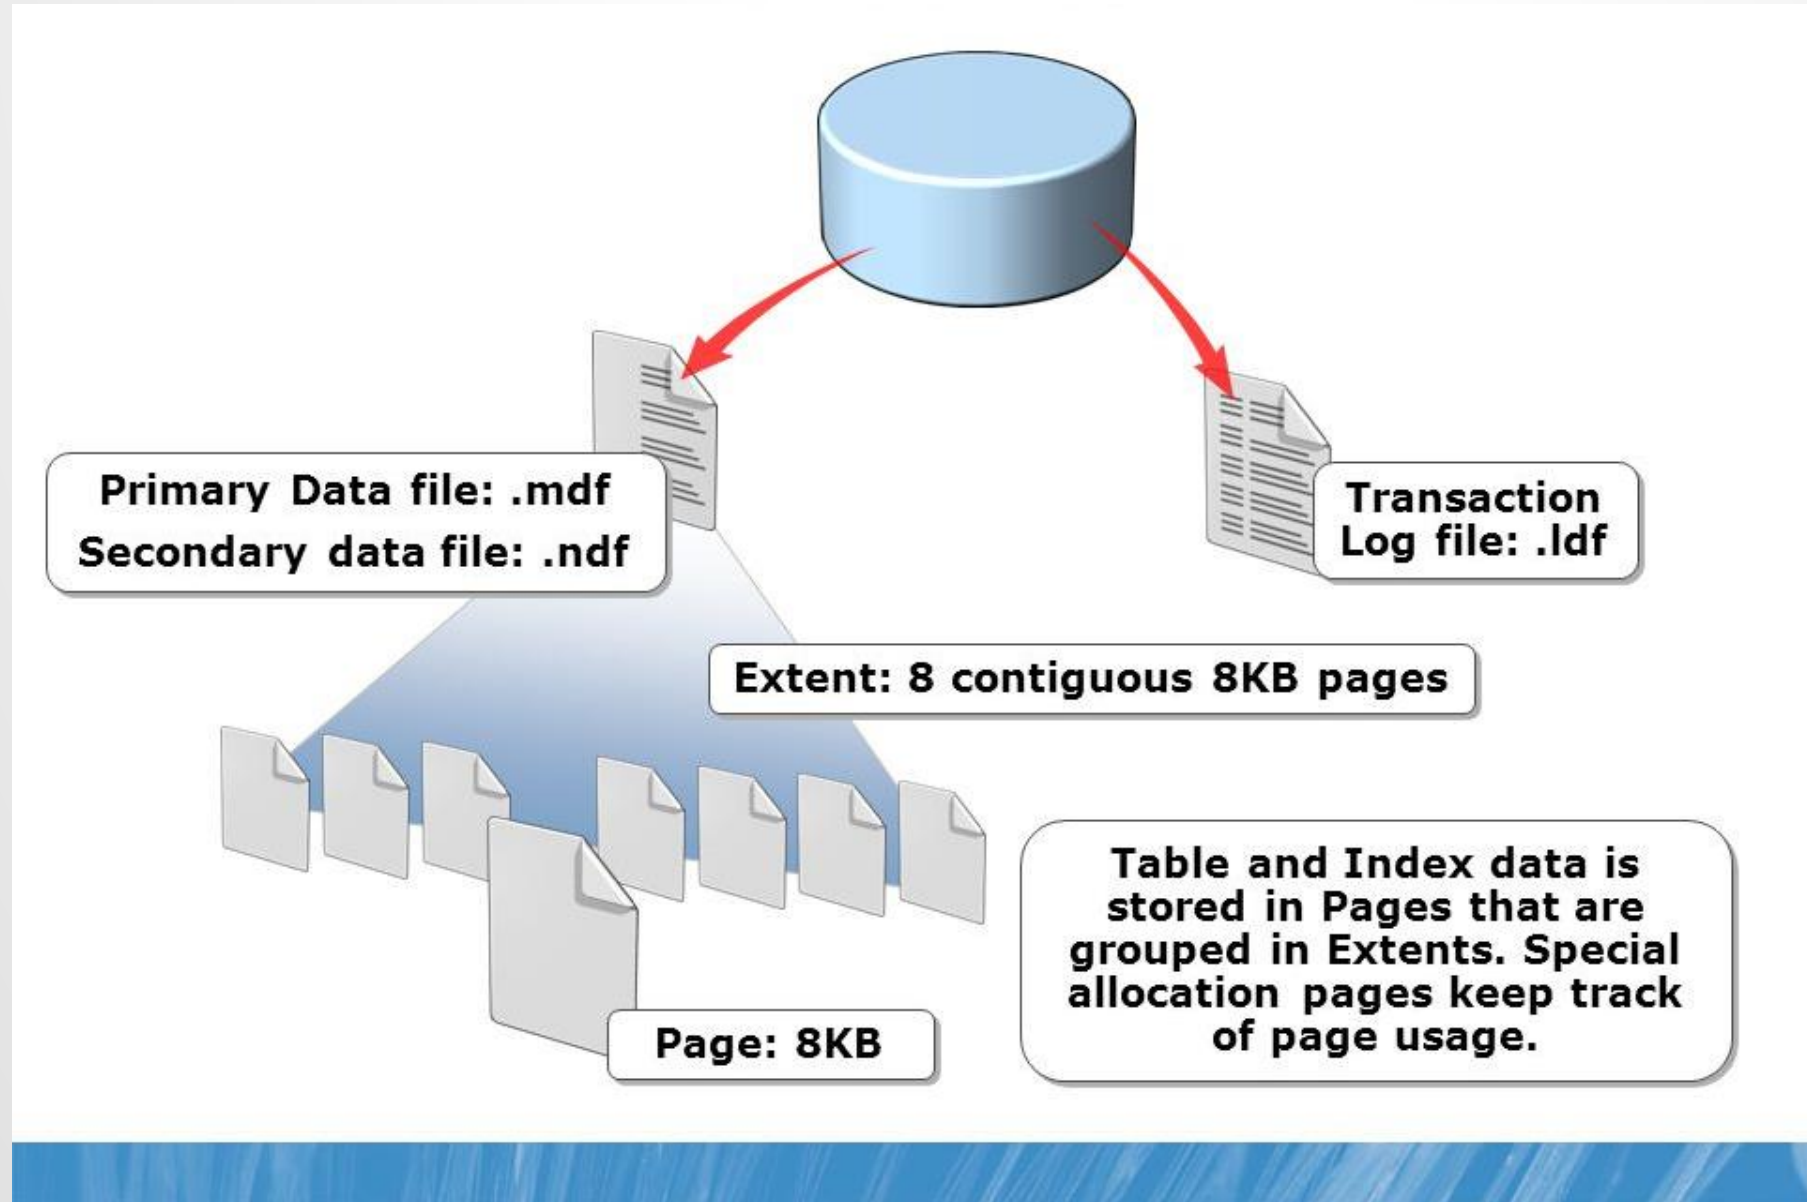 Primary Data file: .mdf
Secondary data file: .ndf
Transaction
Log file: .ldf
Extent: 8 contiguous 8KB pages
Table and Index data is
stored in Pages that are
grouped in Extents. Special
allocation pages keep track
of page usage.
Page: 8KB